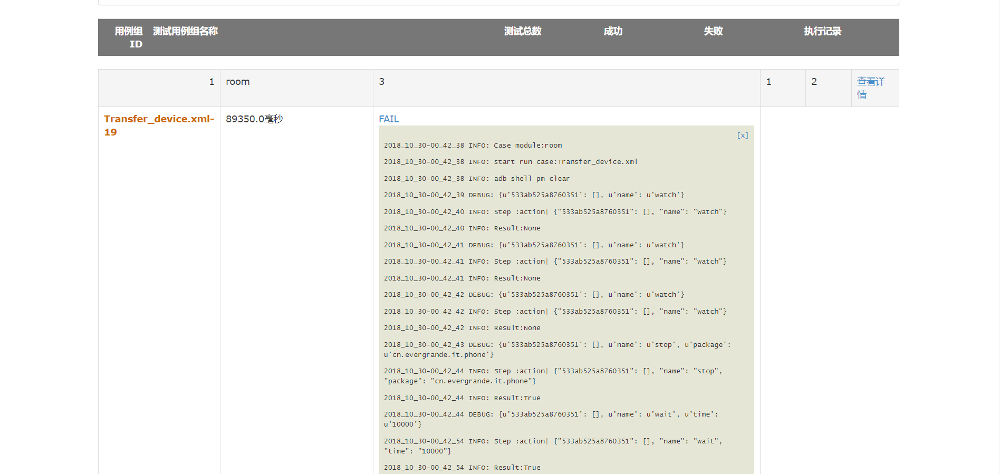 用例组 测试用例组名称 测试总数 成功 失败 执行记录
ID
1 room 3 1 2 查看详
情
Transfer_device.xml- 89350.0毫秒 FAIL
19
[x]
2018_10_30-00_42_38 INFO: Case module:room
2018_10_30-00_42_38 INFO: start run case:Transfer_device.xml
2018_10_30-00_42_38 INFO: adb shell pm clear
2018_10_30-00_42_39 DEBUG: {u'533ab525a8760351': [], u'name': u'watch'}
2018_10_30-00_42_40 INFO: Step :action| {"533ab525a8760351": [], "name": "watch"}
2018_10_30-00_42_40 INFO: Result:None
2018_10_30-00_42_41 DEBUG: {u'533ab525a8760351': [], u'name': u'watch'}
2018_10_30-00_42_41 INFO: Step :action| {"533ab525a8760351": [], "name": "watch"}
2018_10_30-00_42_41 INFO: Result:None
2018_10_30-00_42_42 DEBUG: {u'533ab525a8760351': [], u'name': u'watch'}
2018_10_30-00_42_42 INFO: Step :action| {"533ab525a8760351": [], "name": "watch"}
2018_10_30-00_42_42 INFO: Result:None
2018_10_30-00_42_43 DEBUG: {u'533ab525a8760351': [], u'name': u'stop', u'package':
u'cn.evergrande.it.phone'}
2018_10_30-00_42_44 INFO: Step :action| {"533ab525a8760351": [], "name": "stop",
"package": "cn.evergrande.it.phone"}
2018_10_30-00_42_44 INFO: Result:True
2018_10_30-00_42_44 DEBUG: {u'533ab525a8760351': [], u'name': u'wait', u'time':
u'10000'}
2018_10_30-00_42_54 INFO: Step :action| {"533ab525a8760351": [], "name": "wait",
"time": "10000"}
2018_10_30-00_42_54 INFO: Result:True